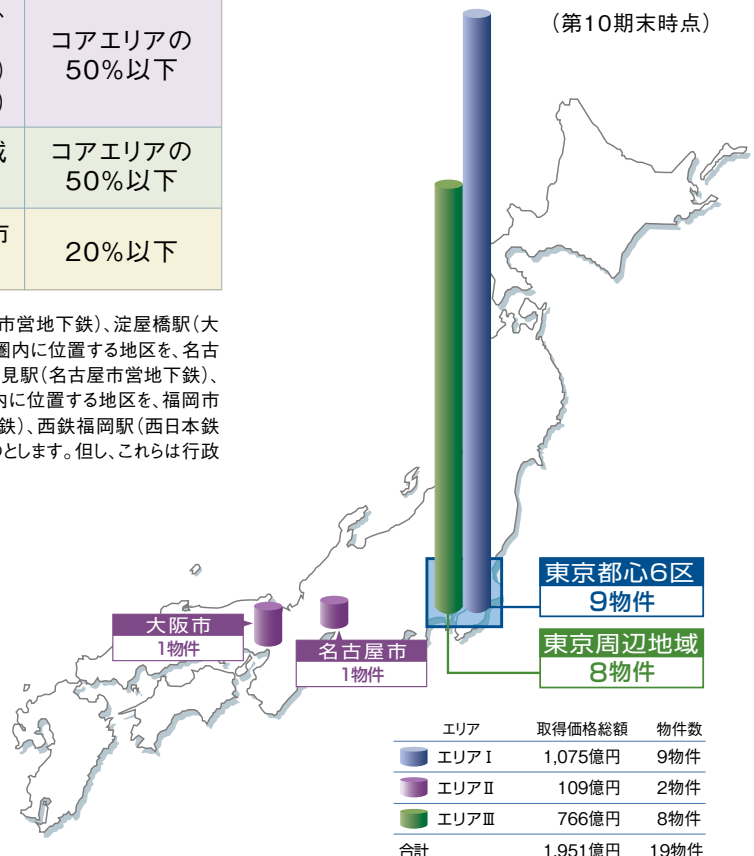 コアエリアの
50%以下
域
コアエリアの
50%以下
市
20%以下
市営地下鉄)、淀屋橋駅(大
圏内に位置する地区を、名古
見駅(名古屋市営地下鉄)、
内に位置する地区を、福岡市
鉄)、西鉄福岡駅(西日本鉄
のとします。但し、これらは行政
(第10期末時点)
東京都心6区
9物件
東京周辺地域
8物件
大阪市
1物件
名古屋市
1物件
エリア 取得価格総額 物件数
エリアⅠ 1,075億円 9物件
エリアⅡ 109億円 2物件
エリアⅢ 766億円 8物件
合計 1,951億円 19物件